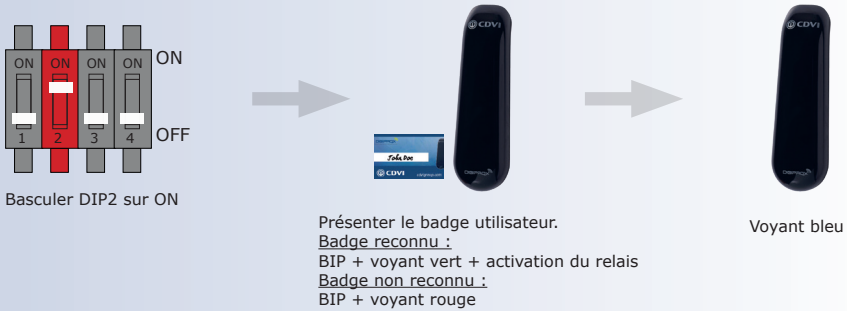 ON ON ON ON ON
1 2 3 4 OFF
Basculer DIP2 sur ON
CDVI
John Doe
CDVI
Présenter le badge utilisateur.
Badge reconnu :
BIP + voyant vert + activation du relais
Badge non reconnu :
BIP + voyant rouge
CDVI
Voyant bleu